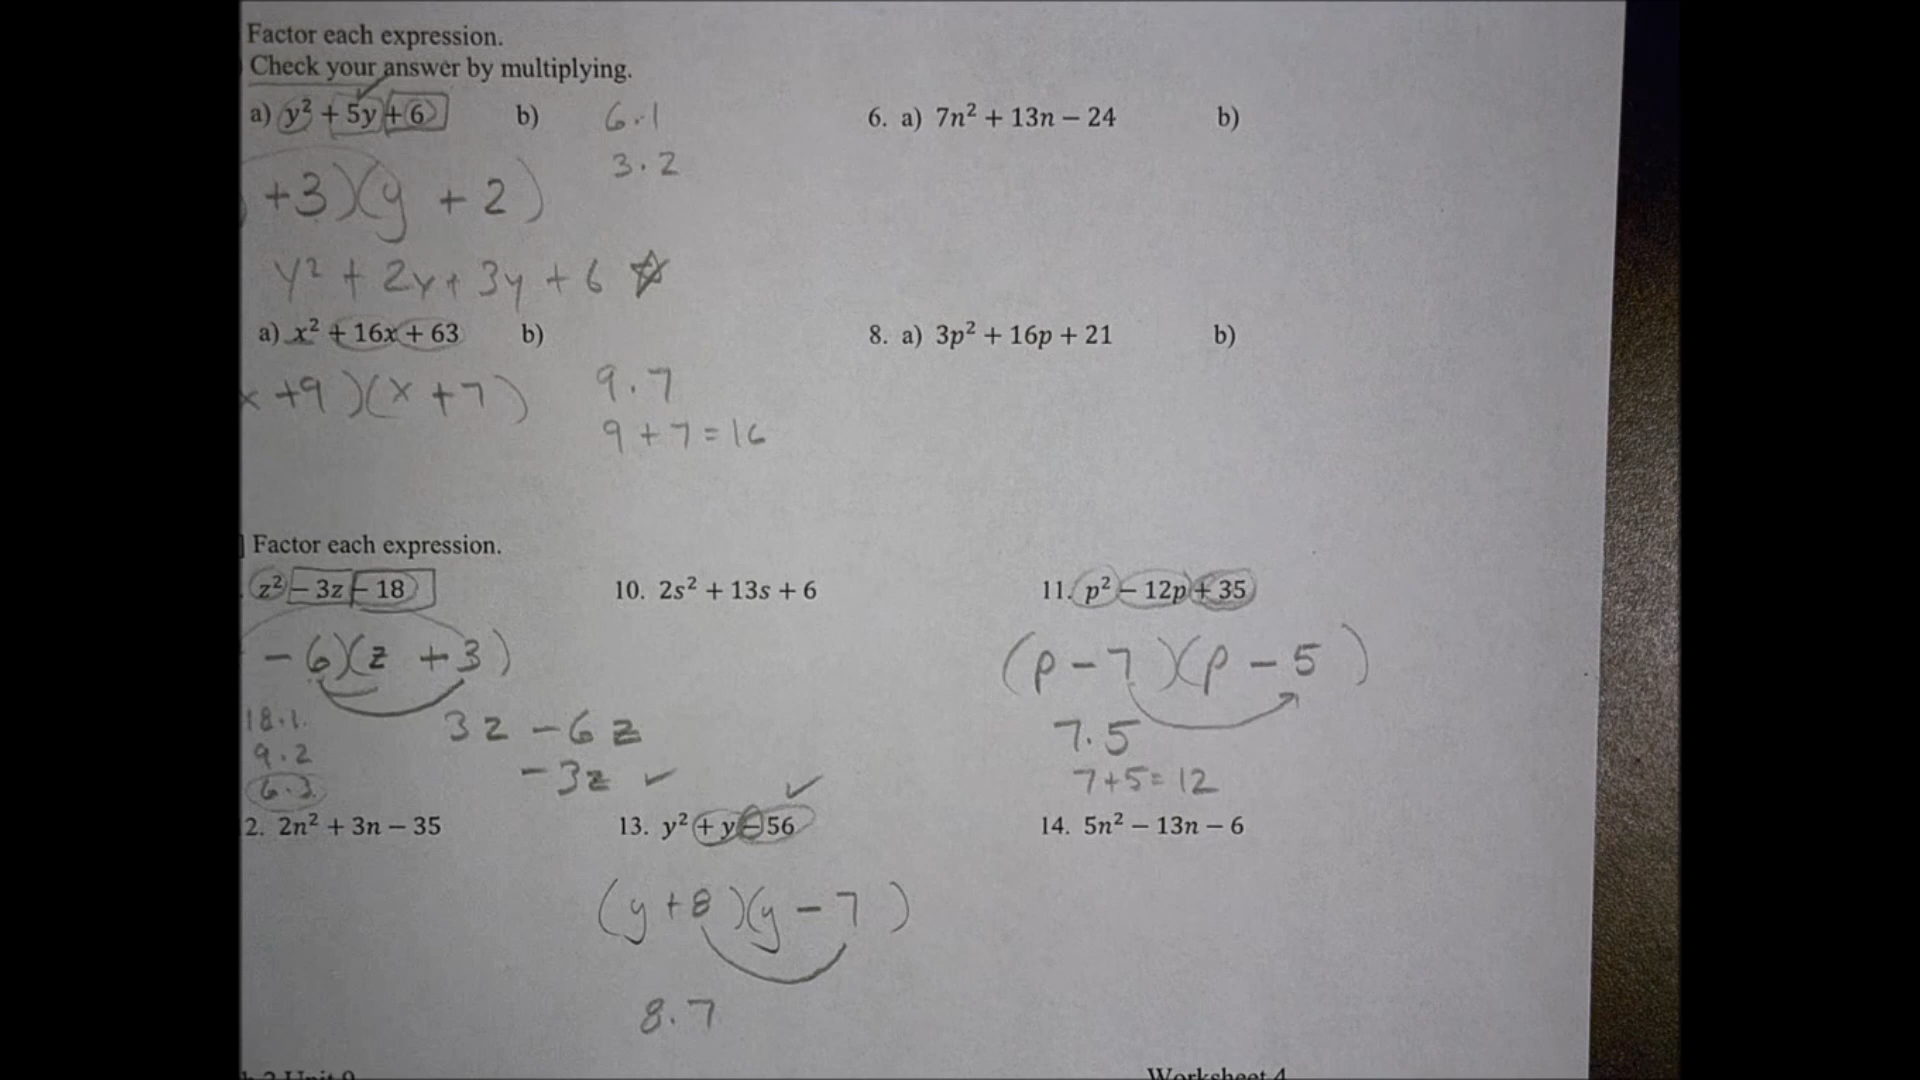 Factor each expression.
Check your answer by multiplying.
a) y² + 5y + 6 b) 6·1
3·2
+3)(y +2)
y² + 2y + 3y + 6 ☆
6. a) 7n² + 13n − 24 b)
a) x² + 16x + 63 b)
x +9)(x +7) 9·7
9+7=16
8. a) 3p² + 16p + 21 b)
Factor each expression.
z² − 3z − 18
−6)(z +3)
18·1
9·2
6·3
3z −6z
−3z ✓
10. 2s² + 13s + 6
11. p² − 12p + 35
(p −7)(p −5)
7·5
7+5=12
2. 2n² + 3n − 35
13. y² + y − 56 ✓
(y +8)(y −7)
8·7
14. 5n² − 13n − 6
Worksheet 4